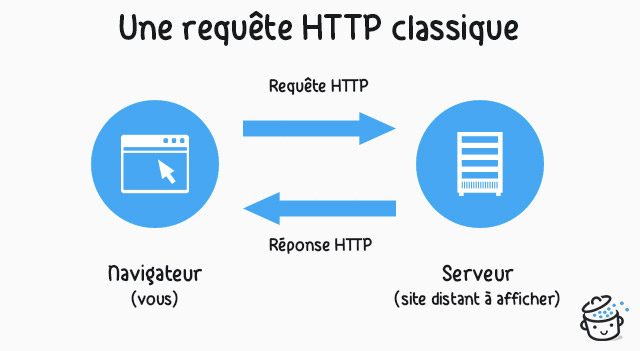 Une requête HTTP classique
Requête HTTP
Réponse HTTP
Navigateur
(vous)
Serveur
(site distant à afficher)